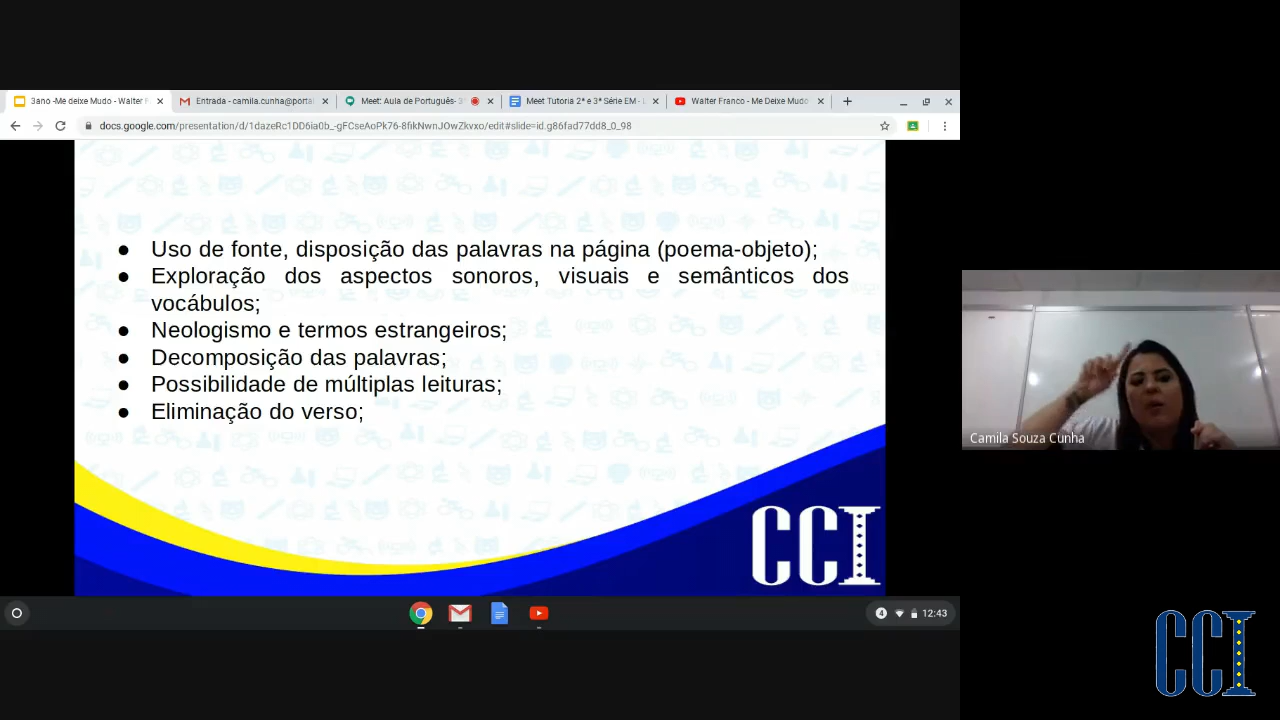 3ano -Me deixe Mudo - Walter F
Entrada - camila.cunha@portal
Meet: Aula de Português- 3
Meet Tutoria 2ª e 3ª Série EM - L
Walter Franco - Me Deixe Mudo
docs.google.com/presentation/d/1dazeRc1DD6ia0b_-gFCseAoPk76-8fikNwnJOwZkvxo/edit#slide=id.g86fad77dd8_0_98
● Uso de fonte, disposição das palavras na página (poema-objeto);
● Exploração dos aspectos sonoros, visuais e semânticos dos
vocábulos;
● Neologismo e termos estrangeiros;
● Decomposição das palavras;
● Possibilidade de múltiplas leituras;
● Eliminação do verso;
CCI
Camila Souza Cunha
4 12:43
CCI